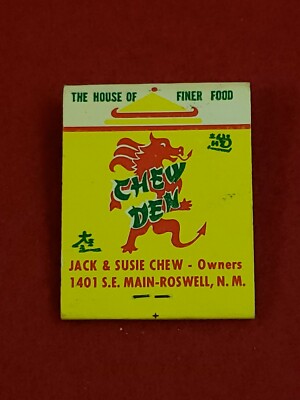 THE HOUSE OF FINER FOOD
CHEW
DEN
JACK & SUSIE CHEW - Owners
1401 S.E. MAIN-ROSWELL, N. M.